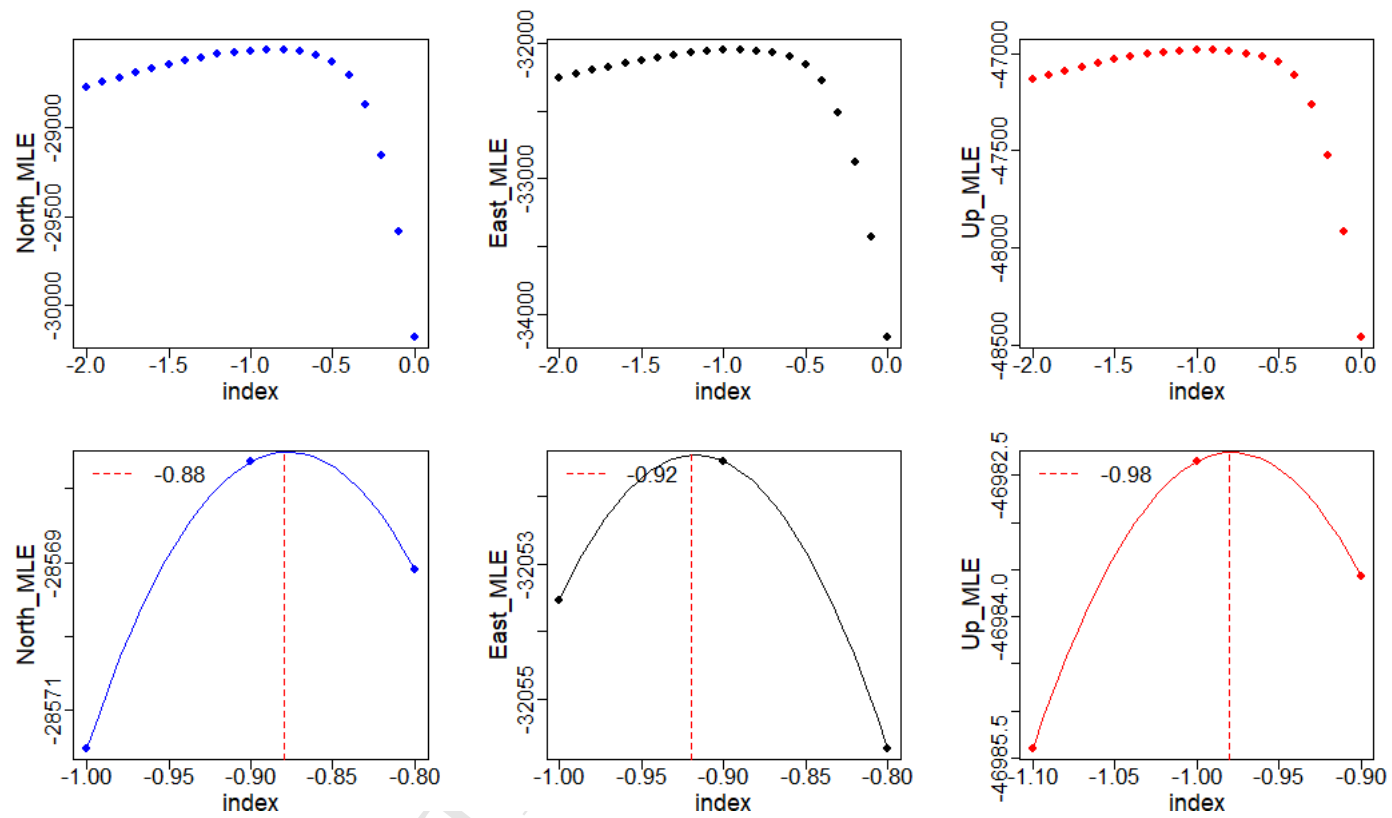 North_MLE
-29000
-29500
-30000
-2.0 -1.5 -1.0 -0.5 0.0
index
East_MLE
-32000
-33000
-34000
-2.0 -1.5 -1.0 -0.5 0.0
index
Up_MLE
-47000
-47500
-48000
-48500
-2.0 -1.5 -1.0 -0.5 0.0
index
North_MLE
-28569
-28571
-0.88
-1.00 -0.95 -0.90 -0.85 -0.80
index
East_MLE
-32053
-32055
-0.92
-1.00 -0.95 -0.90 -0.85 -0.80
index
Up_MLE
-46982.5
-46984.0
-46985.5
-0.98
-1.10 -1.05 -1.00 -0.95 -0.90
index